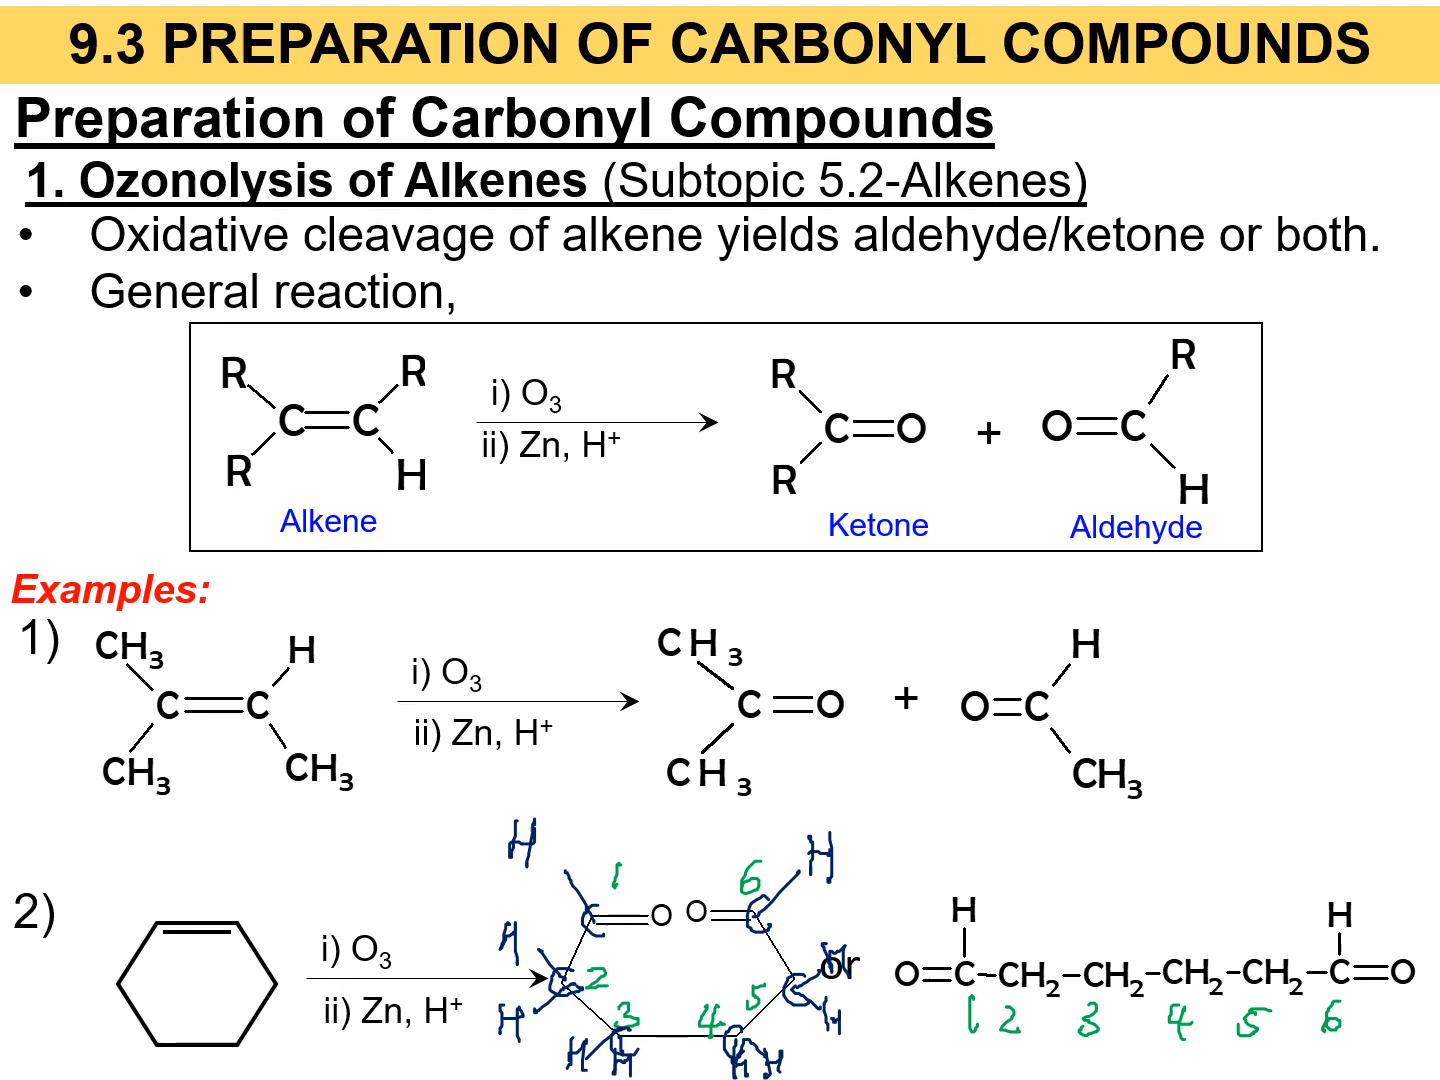 9.3 PREPARATION OF CARBONYL COMPOUNDS
Preparation of Carbonyl Compounds
1. Ozonolysis of Alkenes (Subtopic 5.2-Alkenes)
• Oxidative cleavage of alkene yields aldehyde/ketone or both.
• General reaction,
R R R R
C=C i) O3 C=O + O=C
R H ii) Zn, H+ R H
Alkene Ketone Aldehyde
Examples:
1) CH3 H CH3 H
C=C i) O3 C=O + O=C
CH3 CH3 ii) Zn, H+ CH3 CH3
H H
1 6
2) H H
C=O O=C
i) O3 H C 2 5 C H or O=C-CH2-CH2-CH2-CH2-C=O
ii) Zn, H+ H 3 4 H 1 2 3 4 5 6
C C
H H H H